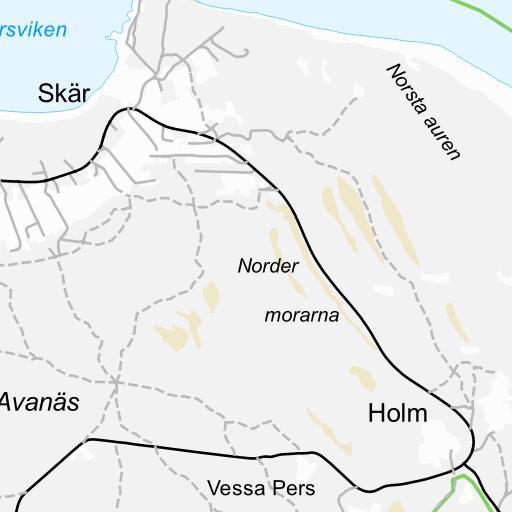 rsviken
Skär
Norsta auren
Norder
morarna
Avanäs
Holm
Vessa Pers